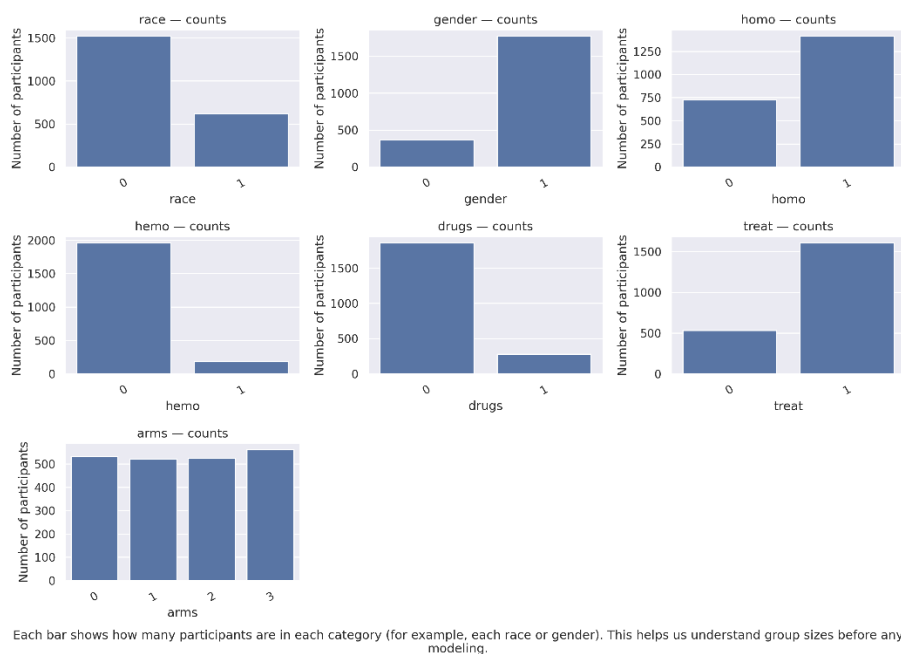 race — counts
gender — counts
homo — counts
Number of participants
1500
1000
500
0
0
1
race
Number of participants
1500
1000
500
0
0
1
gender
Number of participants
1250
1000
750
500
250
0
0
1
homo
hemo — counts
drugs — counts
treat — counts
Number of participants
2000
1500
1000
500
0
0
1
hemo
Number of participants
1500
1000
500
0
0
1
drugs
Number of participants
1500
1000
500
0
0
1
treat
arms — counts
Number of participants
500
400
300
200
100
0
0
1
2
3
arms
Each bar shows how many participants are in each category (for example, each race or gender). This helps us understand group sizes before any
modeling.